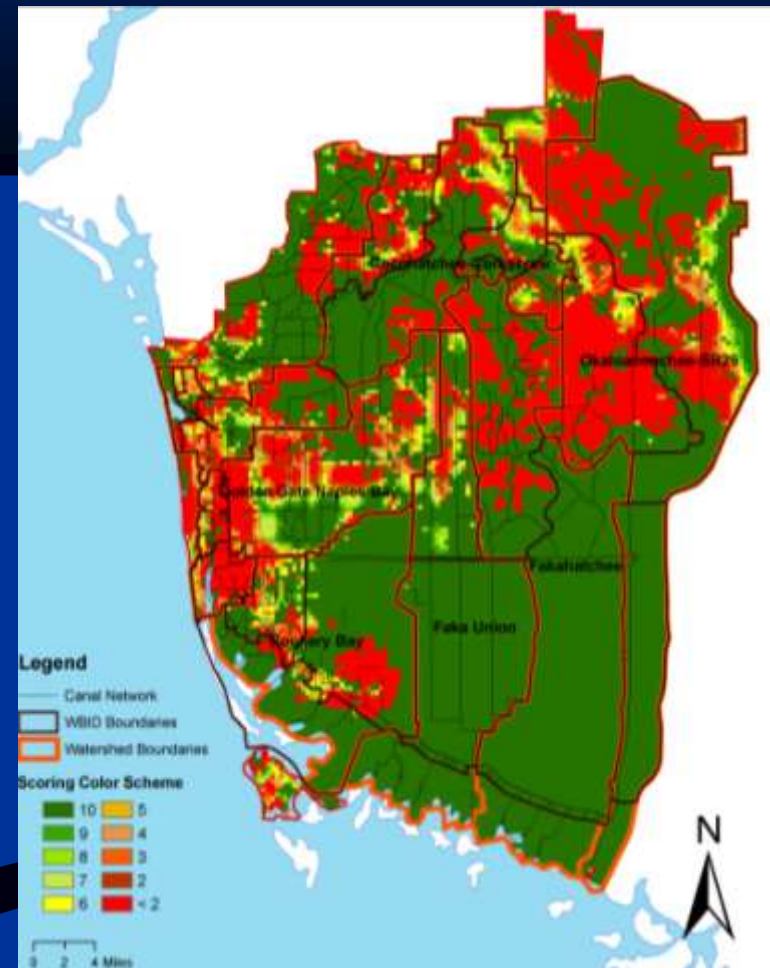 Cocohatchee-Corkscrew
Okaloacoochee-SR29
Golden Gate Naples Bay
Fakahatchee
Faka Union
Rookery Bay
Legend
Canal Network
WBID Boundaries
Watershed Boundaries
Scoring Color Scheme
10 5
9 4
8 3
7 2
6 < 2
N
0 2 4 Miles